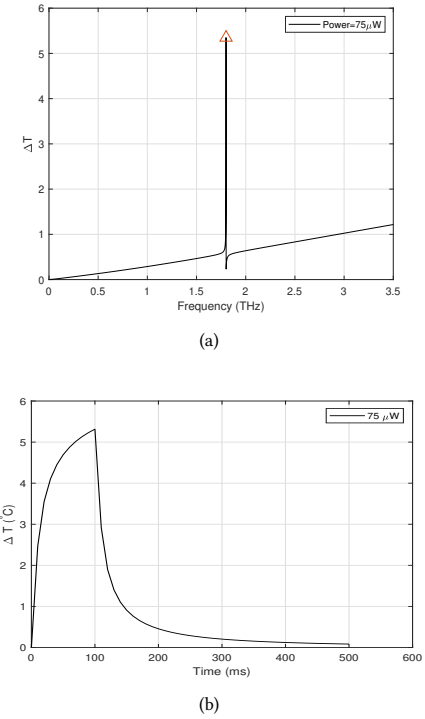 6
5
4
3
2
1
0
Δ T
Power=75μW
0 0.5 1 1.5 2 2.5 3 3.5
Frequency (THz)
(a)
6
5
4
3
2
1
0
Δ T (°C)
75 μW
0 100 200 300 400 500 600
Time (ms)
(b)